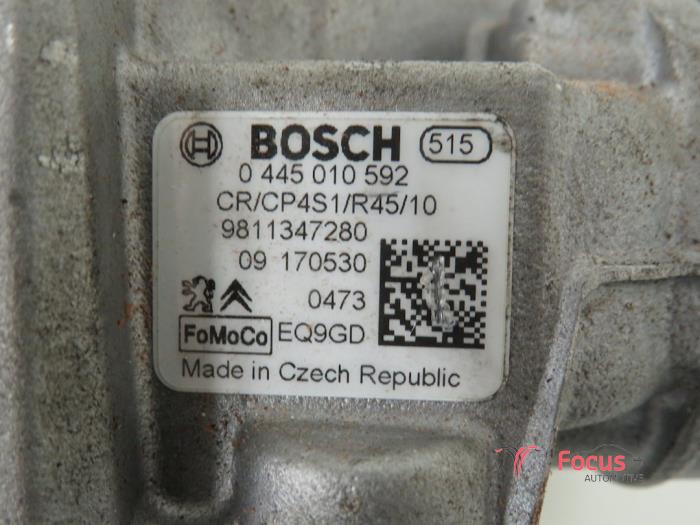 BOSCH 515
0 445 010 592
CR/CP4S1/R45/10
9811347280
09 170530
0473
FoMoCo EQ9GD
Made in Czech Republic
Focus
AUTOMOTIVE